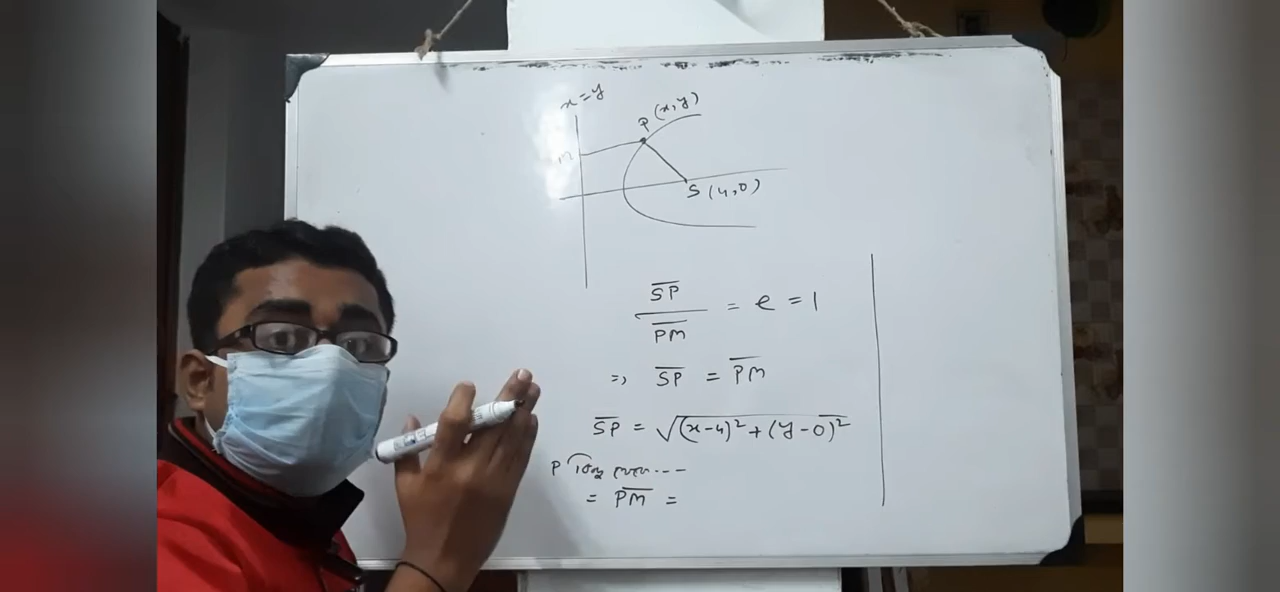 x=y
P (x,y)
M
S (4,0)
SP / PM = e = 1
=> SP = PM
SP = √(x-4)² + (y-0)²
P বিন্দু থেকে ---
= PM =